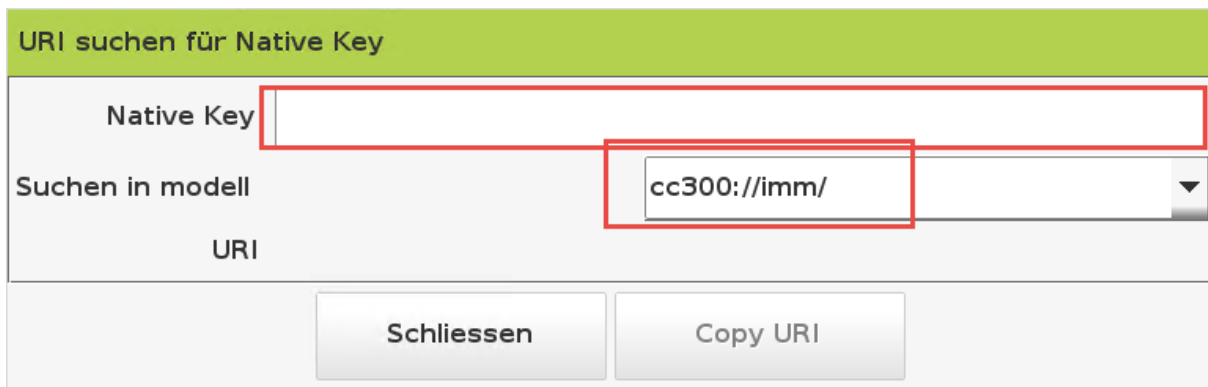 URI suchen für Native Key
Native Key
Suchen in modell cc300://imm/
URI
Schliessen Copy URI